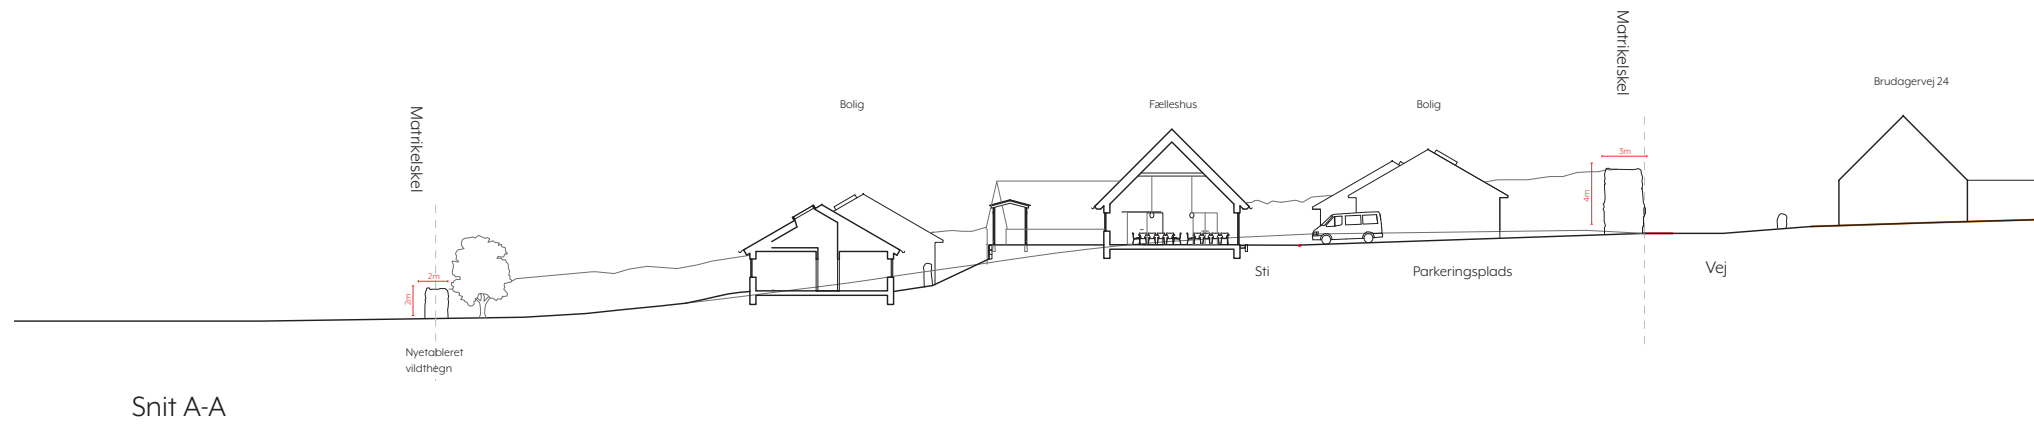 Matrikelskel
Bolig
Fælleshus
Bolig
Matrikelskel
Brudagervej 24
2m
2m
3m
4m
Sti
Parkeringsplads
Vej
Nyetableret
vildthegn
Snit A-A